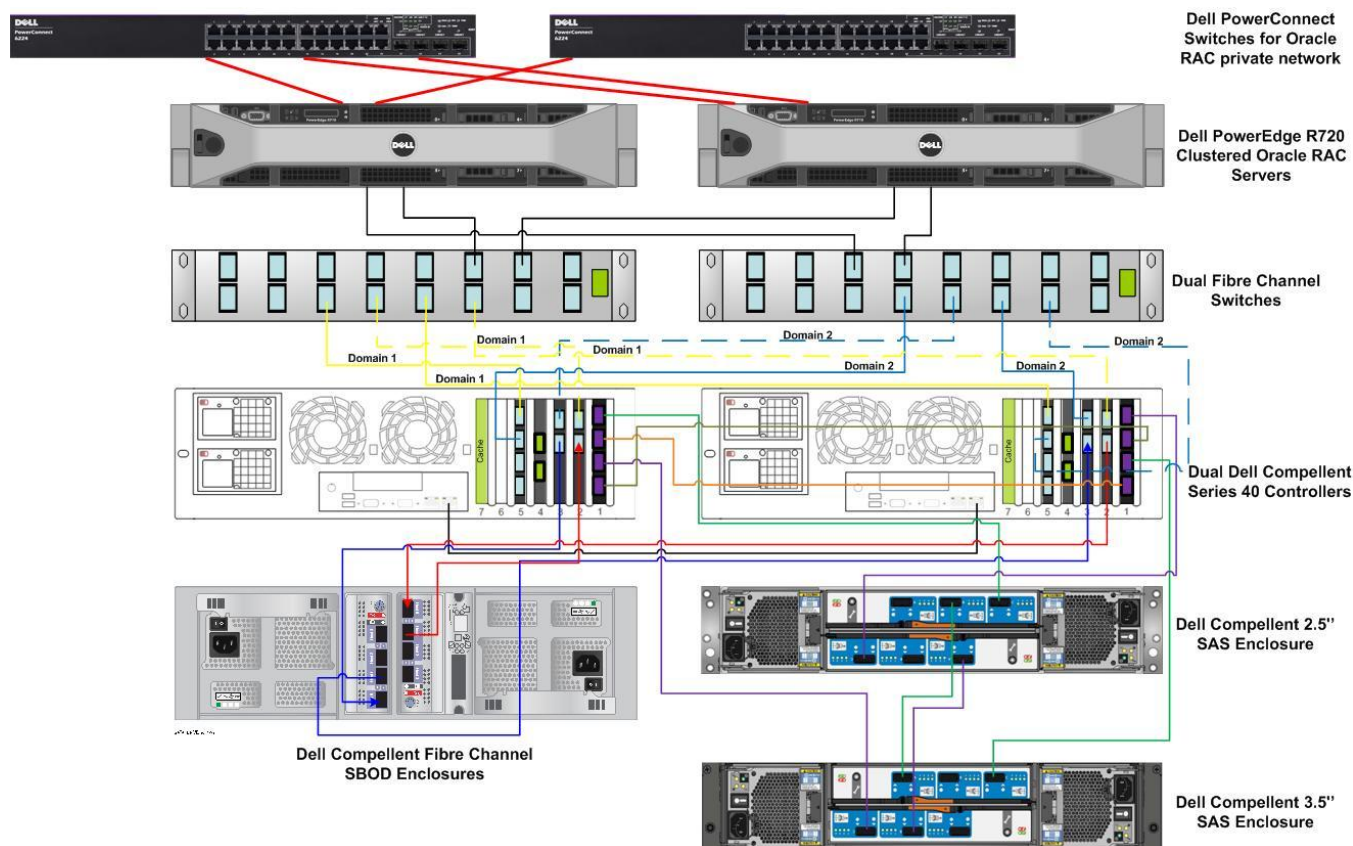 DELL
PowerConnect
6224
DELL
PowerConnect
6224
Dell PowerConnect
Switches for Oracle
RAC private network
DELL
DELL
Dell PowerEdge R720
Clustered Oracle RAC
Servers
Dual Fibre Channel
Switches
Domain 1
Domain 1
Domain 2
Domain 1
Domain 2
Domain 1
Domain 2
Domain 2
Cache
7 6 5 4 3 2 1
Cache
7 6 5 4 3 2 1
Dual Dell Compellent
Series 40 Controllers
Dell Compellent 2.5"
SAS Enclosure
Dell Compellent Fibre Channel
SBOD Enclosures
Dell Compellent 3.5"
SAS Enclosure